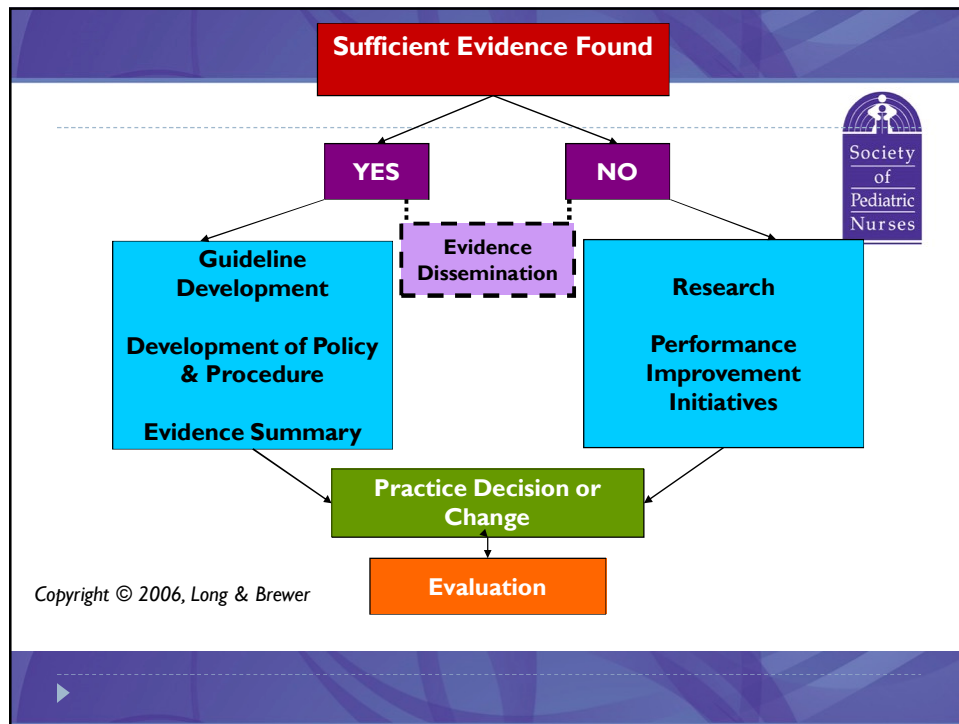 Sufficient Evidence Found
Society
of
Pediatric
Nurses
YES
NO
Evidence
Dissemination
Guideline
Development
Development of Policy
& Procedure
Evidence Summary
Research
Performance
Improvement
Initiatives
Practice Decision or
Change
Evaluation
Copyright © 2006, Long & Brewer